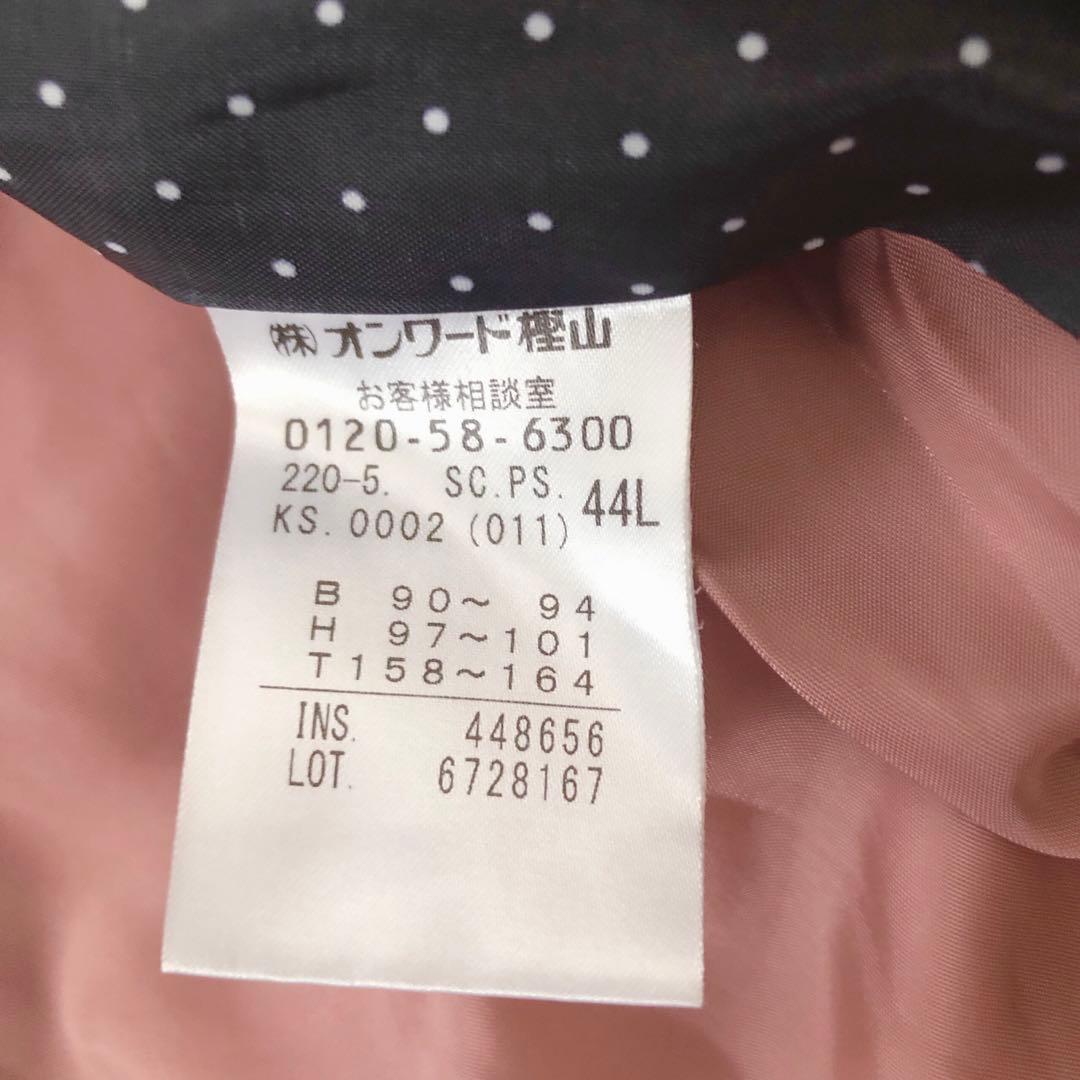 ㈱オンワード樫山
お客様相談室
0120-58-6300
220-5. SC.PS. 44L
KS.0002 (011)
B 90～ 94
H 97～101
T158～164
INS. 448656
LOT. 6728167